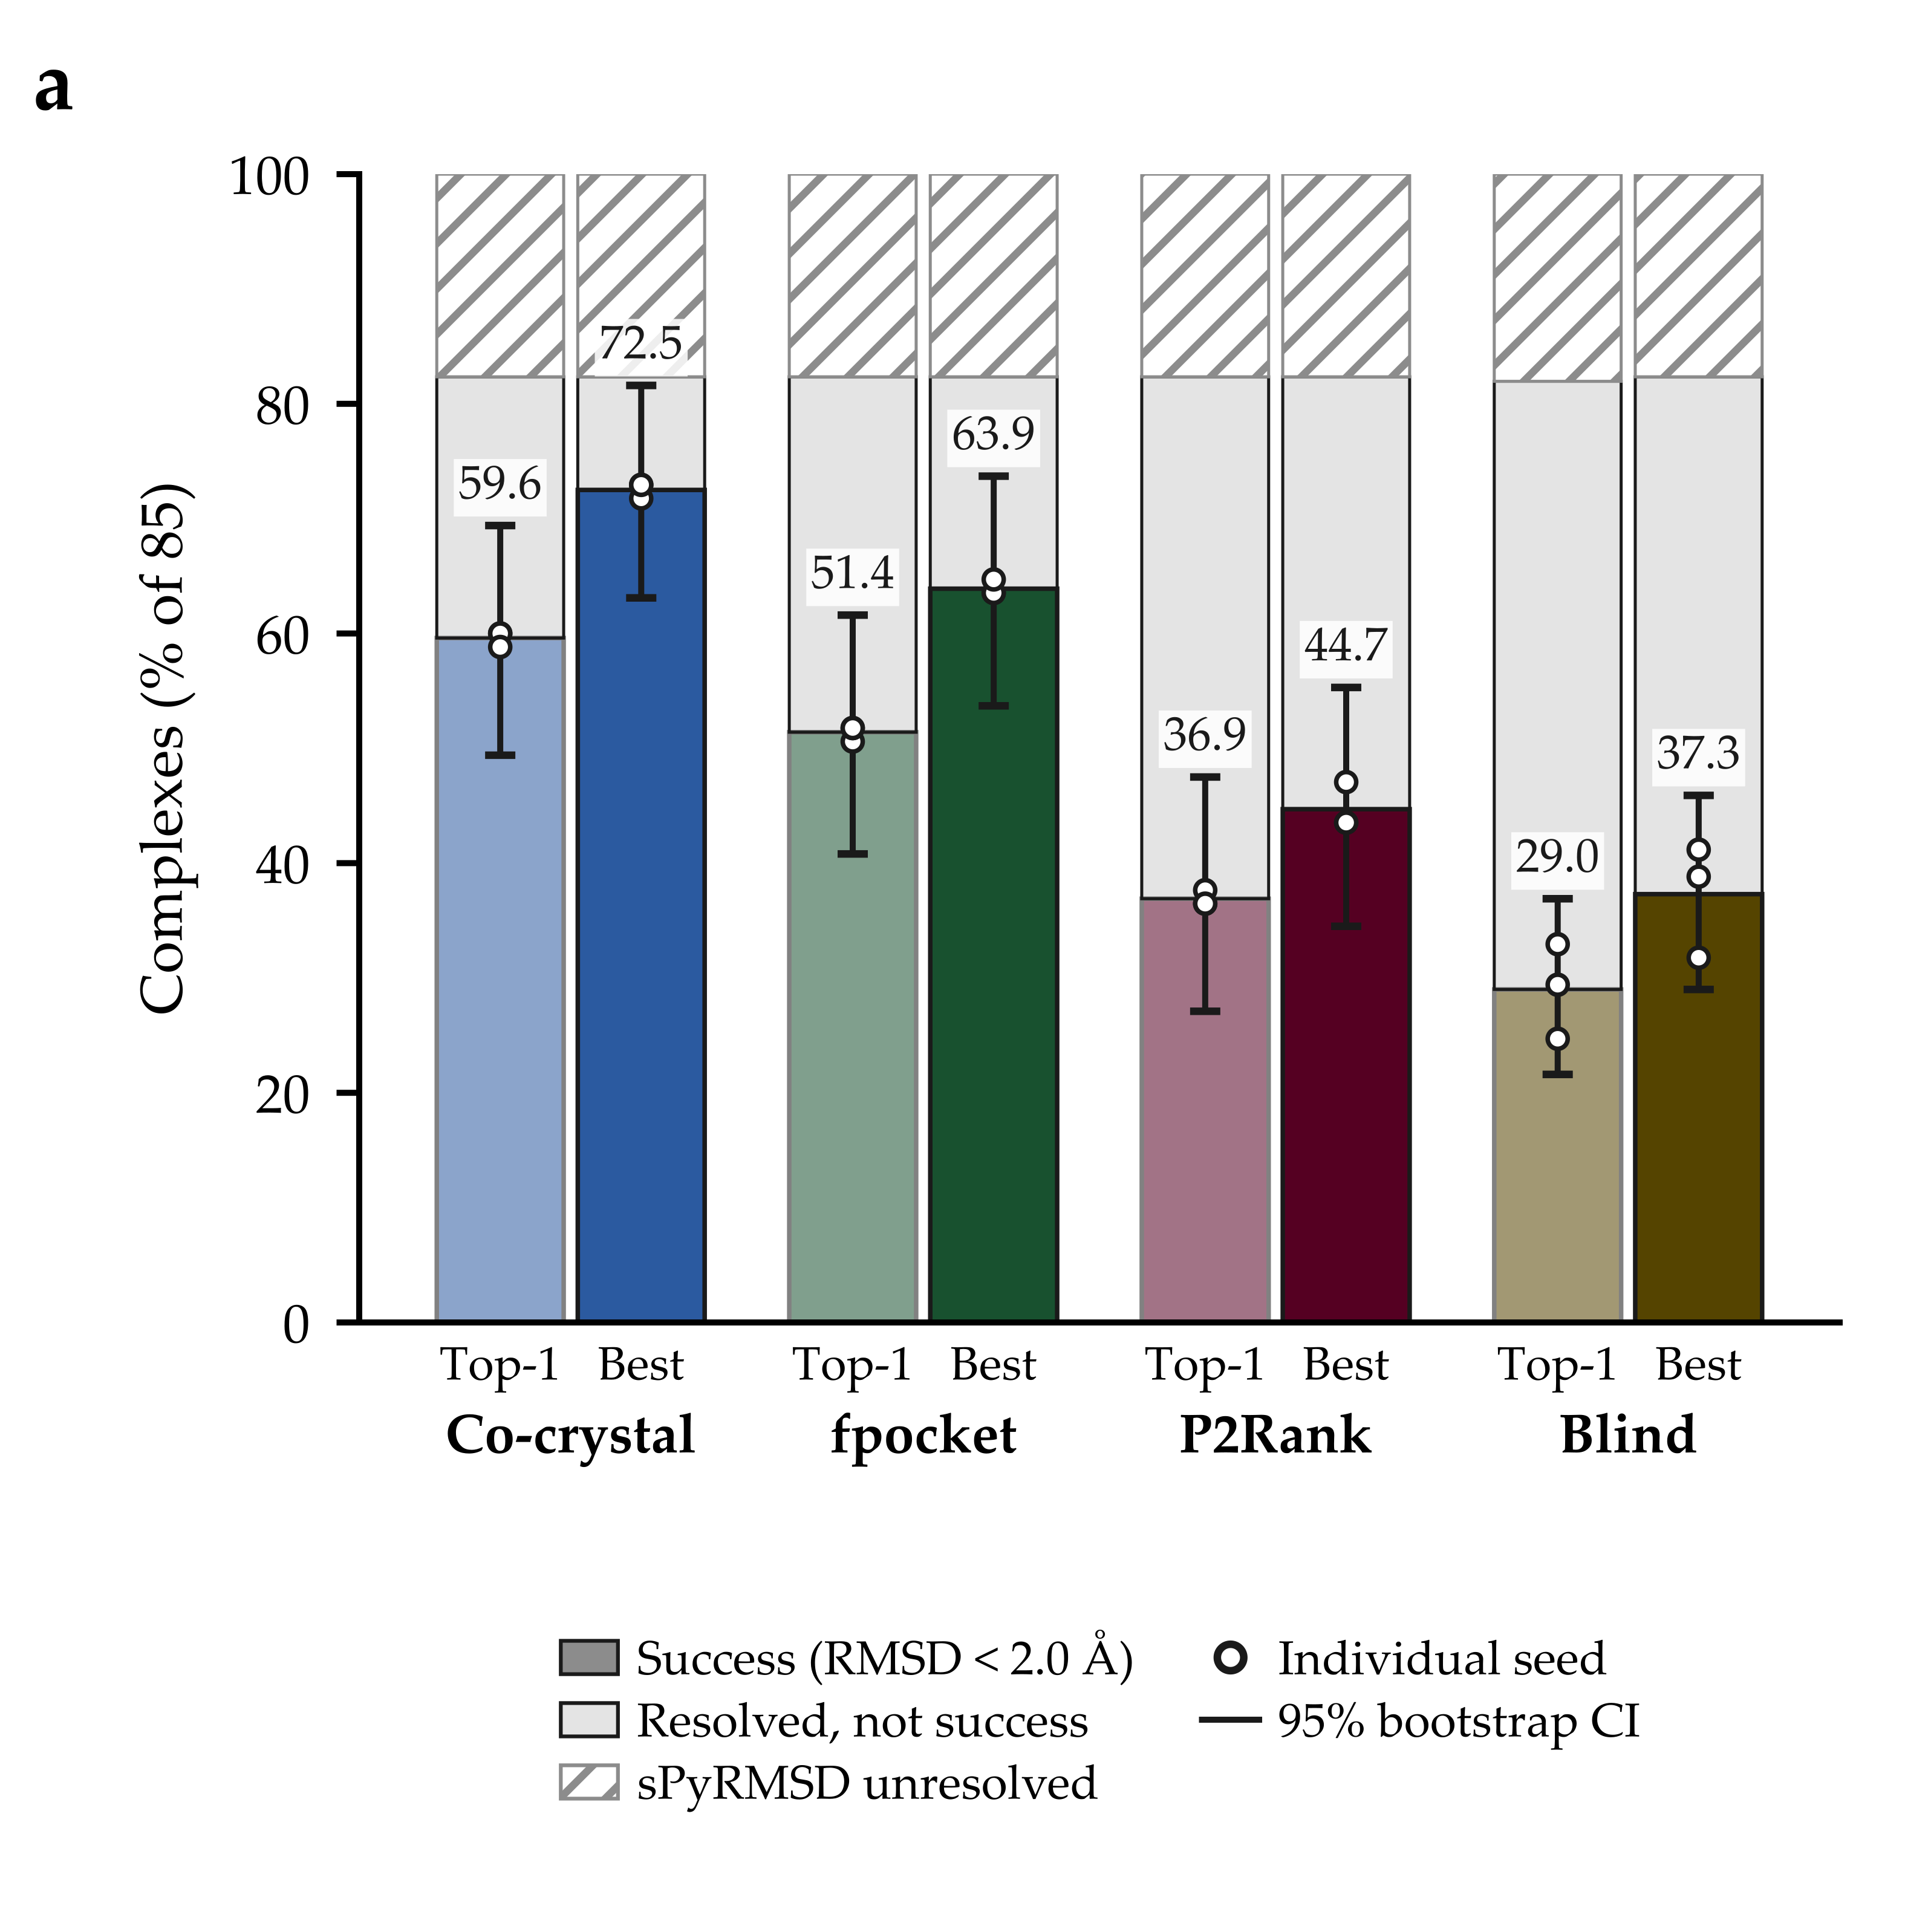 a
Complexes (% of 85)
100
80
60
40
20
0
59.6
72.5
51.4
63.9
36.9
44.7
29.0
37.3
Top-1 Best Top-1 Best Top-1 Best Top-1 Best
Co-crystal fpocket P2Rank Blind
Success (RMSD < 2.0 Å)
Resolved, not success
sPyRMSD unresolved
Individual seed
95% bootstrap CI